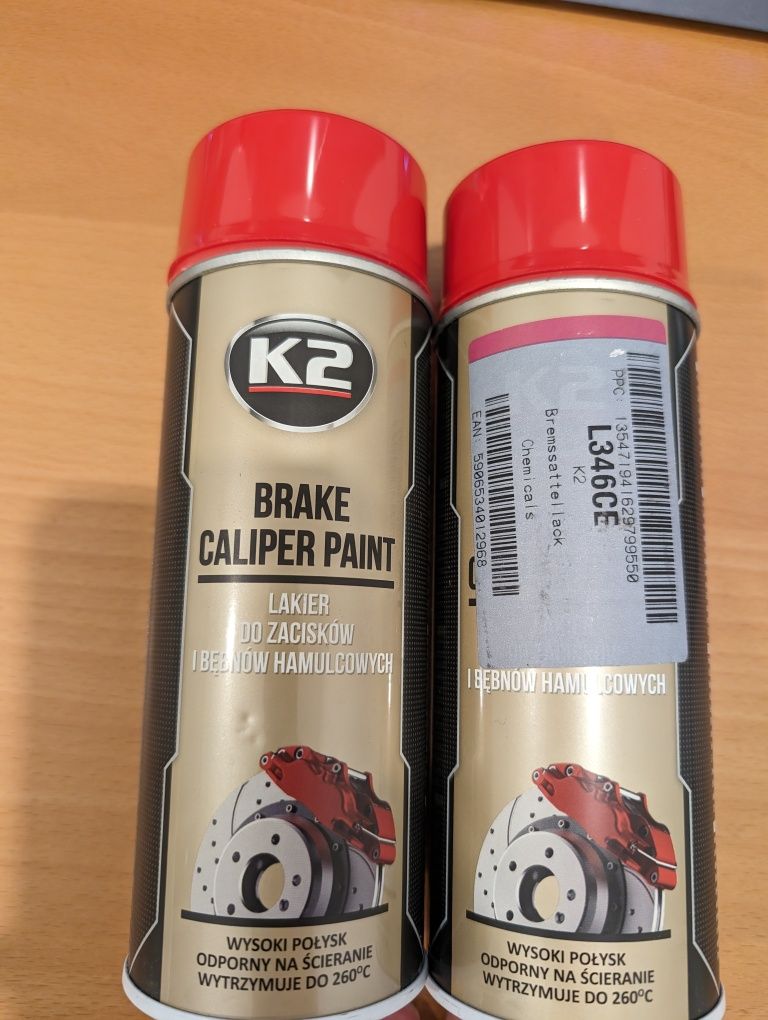 K2
BRAKE
CALIPER PAINT
LAKIER
DO ZACISKÓW
I BĘBNÓW HAMULCOWYCH
WYSOKI POŁYSK
ODPORNY NA ŚCIERANIE
WYTRZYMUJE DO 260°C
PPC: 135471941629799550
L346CE
K2
Bremssattellack
Chemicals
EAN: 5906534012968
I BĘBNÓW HAMULCOWYCH
WYSOKI POŁYSK
ODPORNY NA ŚCIERANIE
WYTRZYMUJE DO 260°C